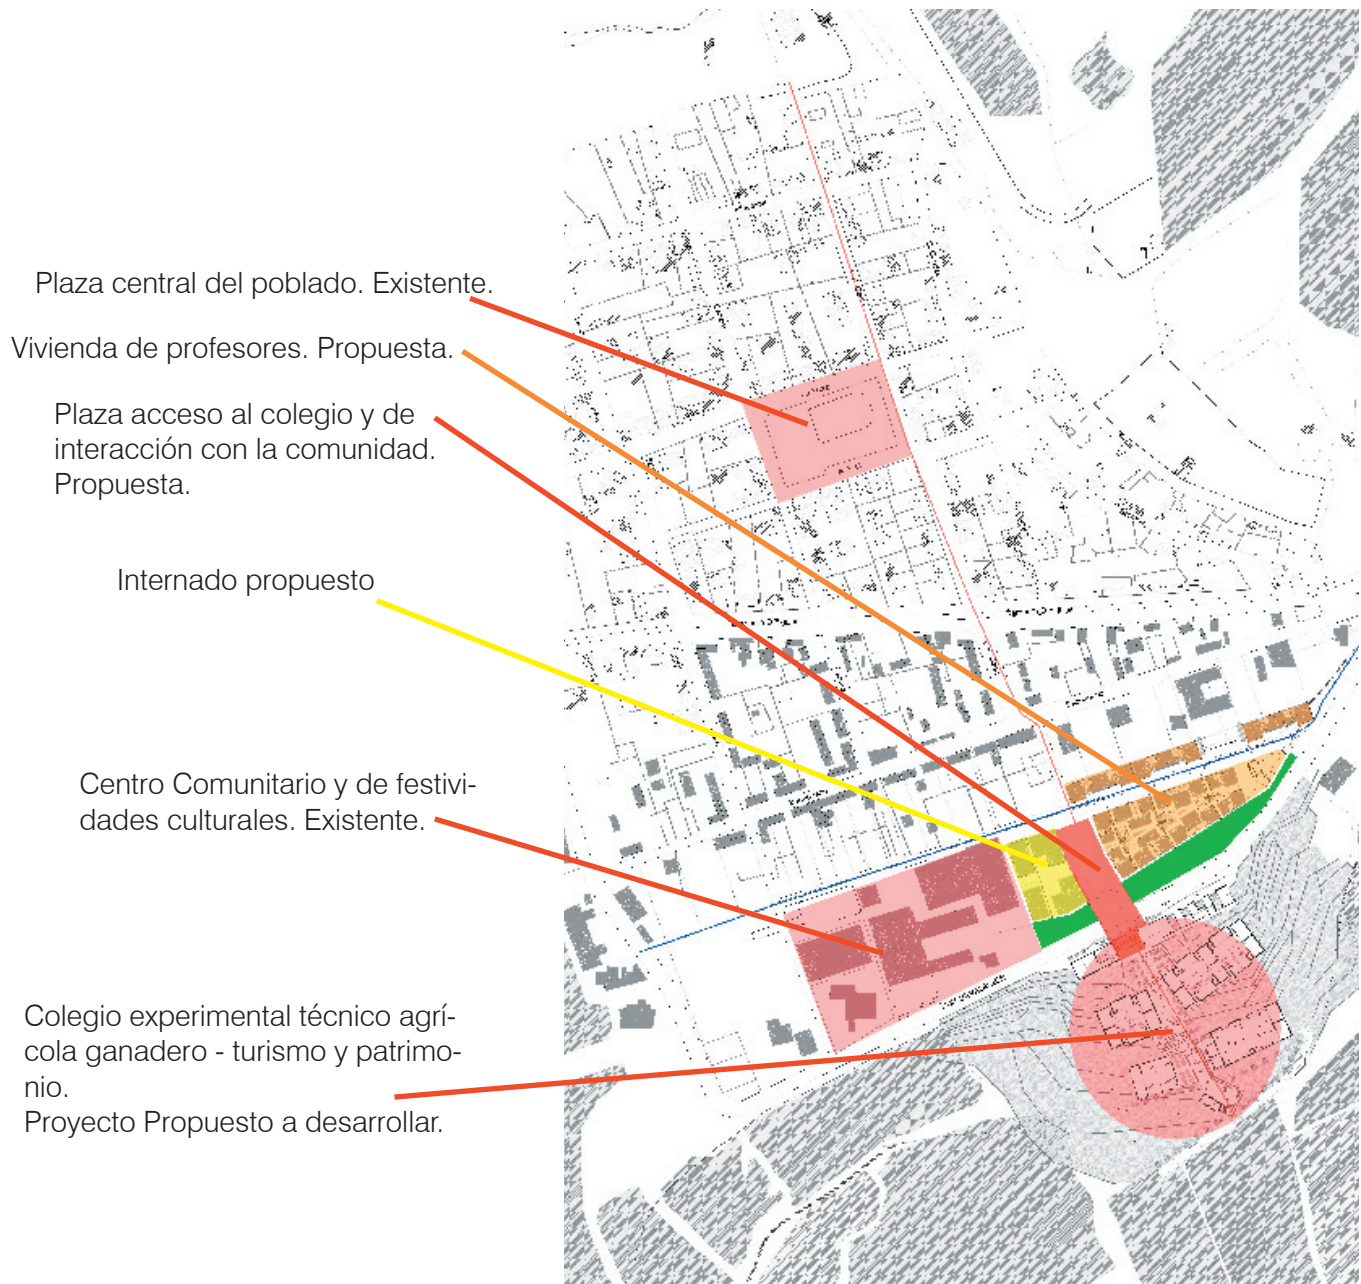 Plaza central del poblado. Existente.
Vivienda de profesores. Propuesta.
Plaza acceso al colegio y de
interacción con la comunidad.
Propuesta.
Internado propuesto
Centro Comunitario y de festivi-
dades culturales. Existente.
Colegio experimental técnico agrí-
cola ganadero - turismo y patrimo-
nio.
Proyecto Propuesto a desarrollar.